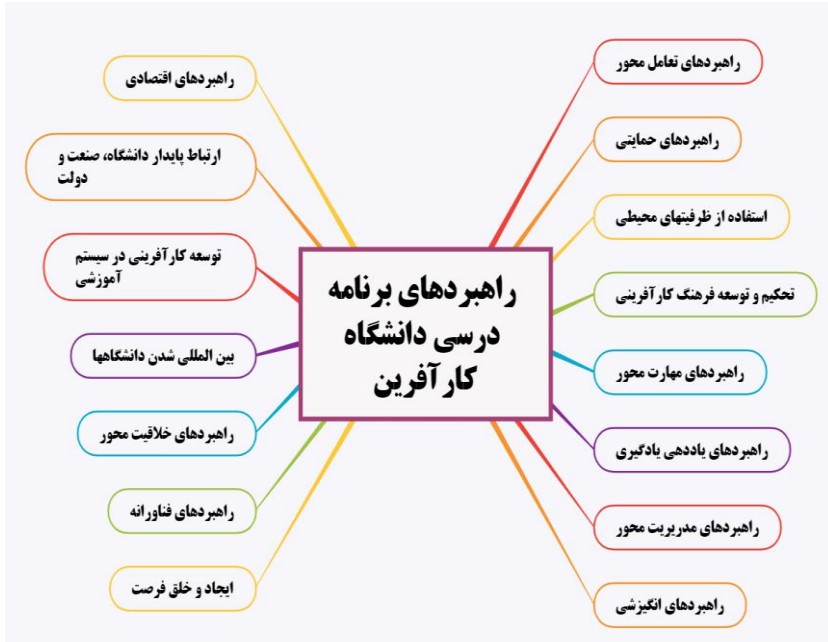 راهبردهای برنامه
درسی دانشگاه
کارآفرین
راهبردهای تعامل محور
راهبردهای حمایتی
استفاده از ظرفیتهای محیطی
تحکیم و توسعه فرهنگ کارآفرینی
راهبردهای مهارت محور
راهبردهای یاددهی یادگیری
راهبردهای مدریریت محور
راهبردهای انگیزشی
راهبردهای اقتصادی
ارتباط پایدار دانشگاه، صنعت و
دولت
توسعه کارآفرینی در سیستم
آموزشی
بین المللی شدن دانشگاهها
راهبردهای خلاقیت محور
راهبردهای فناورانه
ایجاد و خلق فرصت